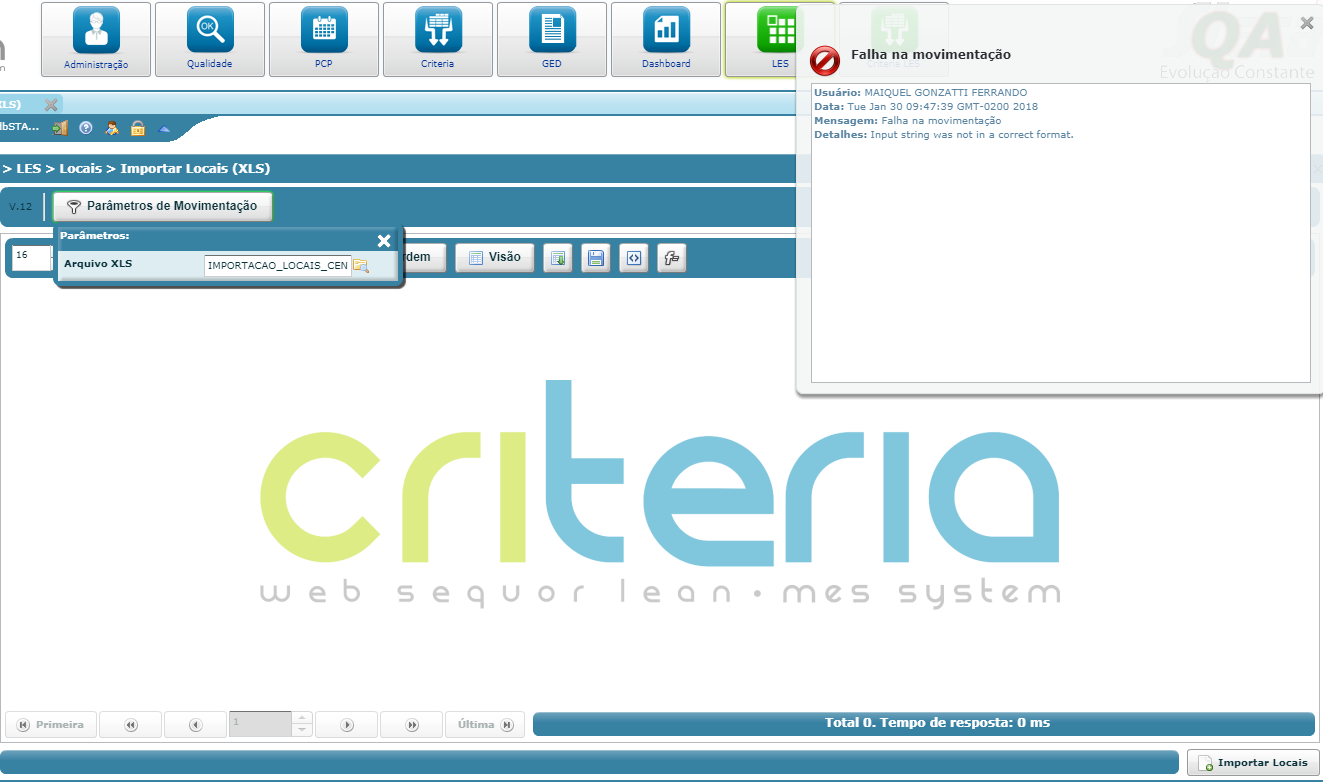 Administração
Qualidade
PCP
Criteria
GED
Dashboard
LES
QA
Evolução Constante
Falha na movimentação
Usuário: MAIQUEL GONZATTI FERRANDO
Data: Tue Jan 30 09:47:39 GMT-0200 2018
Mensagem: Falha na movimentação
Detalhes: Input string was not in a correct format.
XLS)
lbSTA...
> LES > Locais > Importar Locais (XLS)
V.12
Parâmetros de Movimentação
Parâmetros:
Arquivo XLS
IMPORTACAO_LOCAIS_CEN
16
rdem
Visão
criteria
web sequor lean • mes system
Primeira
1
Última
Total 0. Tempo de resposta: 0 ms
Importar Locais